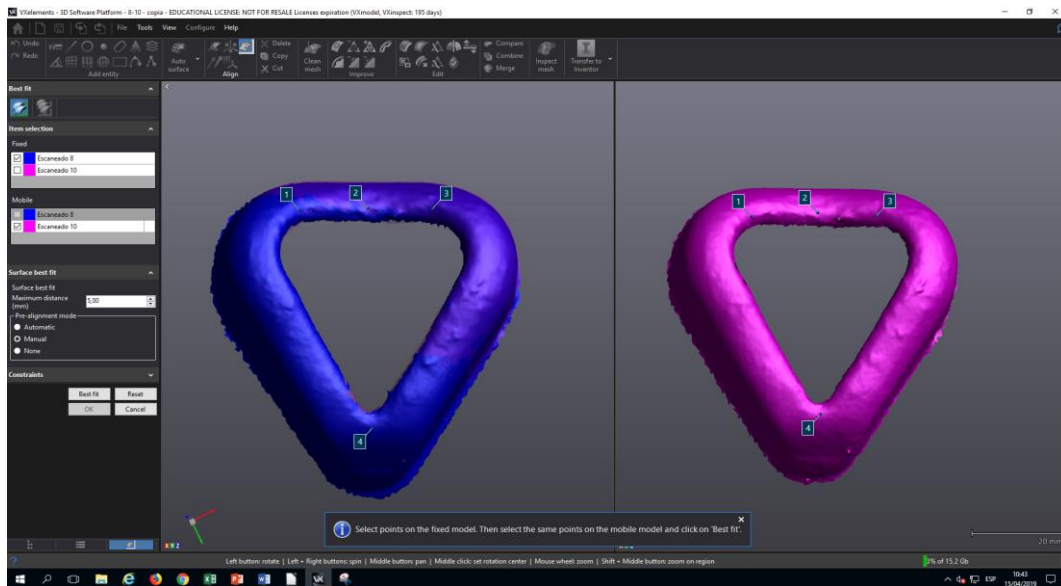 VXelements - 3D Software Platform - 8-10 - copia - EDUCATIONAL LICENSE: NOT FOR RESALE Licenses expiration (VXmodel, VXinspect: 195 days)
File Tools View Configure Help
Undo
Redo
Add entity
Auto surface
Align
Delete
Copy
Cut
Clean mesh
Improve
Edit
Compare
Combine
Merge
Inspect mesh
Transfer to Inventor
Best fit
Item selection
Fixed
Escaneado 8
Escaneado 10
Mobile
Escaneado 8
Escaneado 10
Surface best fit
Surface best fit
Maximum distance (mm) 5,00
Pre-alignment mode
Automatic
Manual
None
Constraints
Best fit Reset
OK Cancel
1 2 3
4
1 2 3
4
Select points on the fixed model. Then select the same points on the mobile model and click on 'Best fit'.
X Y Z
20 mm
Left button: rotate | Left + Right buttons: spin | Middle button: pan | Middle click: set rotation center | Mouse wheel: zoom | Shift + Middle button: zoom on region
3% of 15,2 Gb
ESP
10:43
15/04/2019